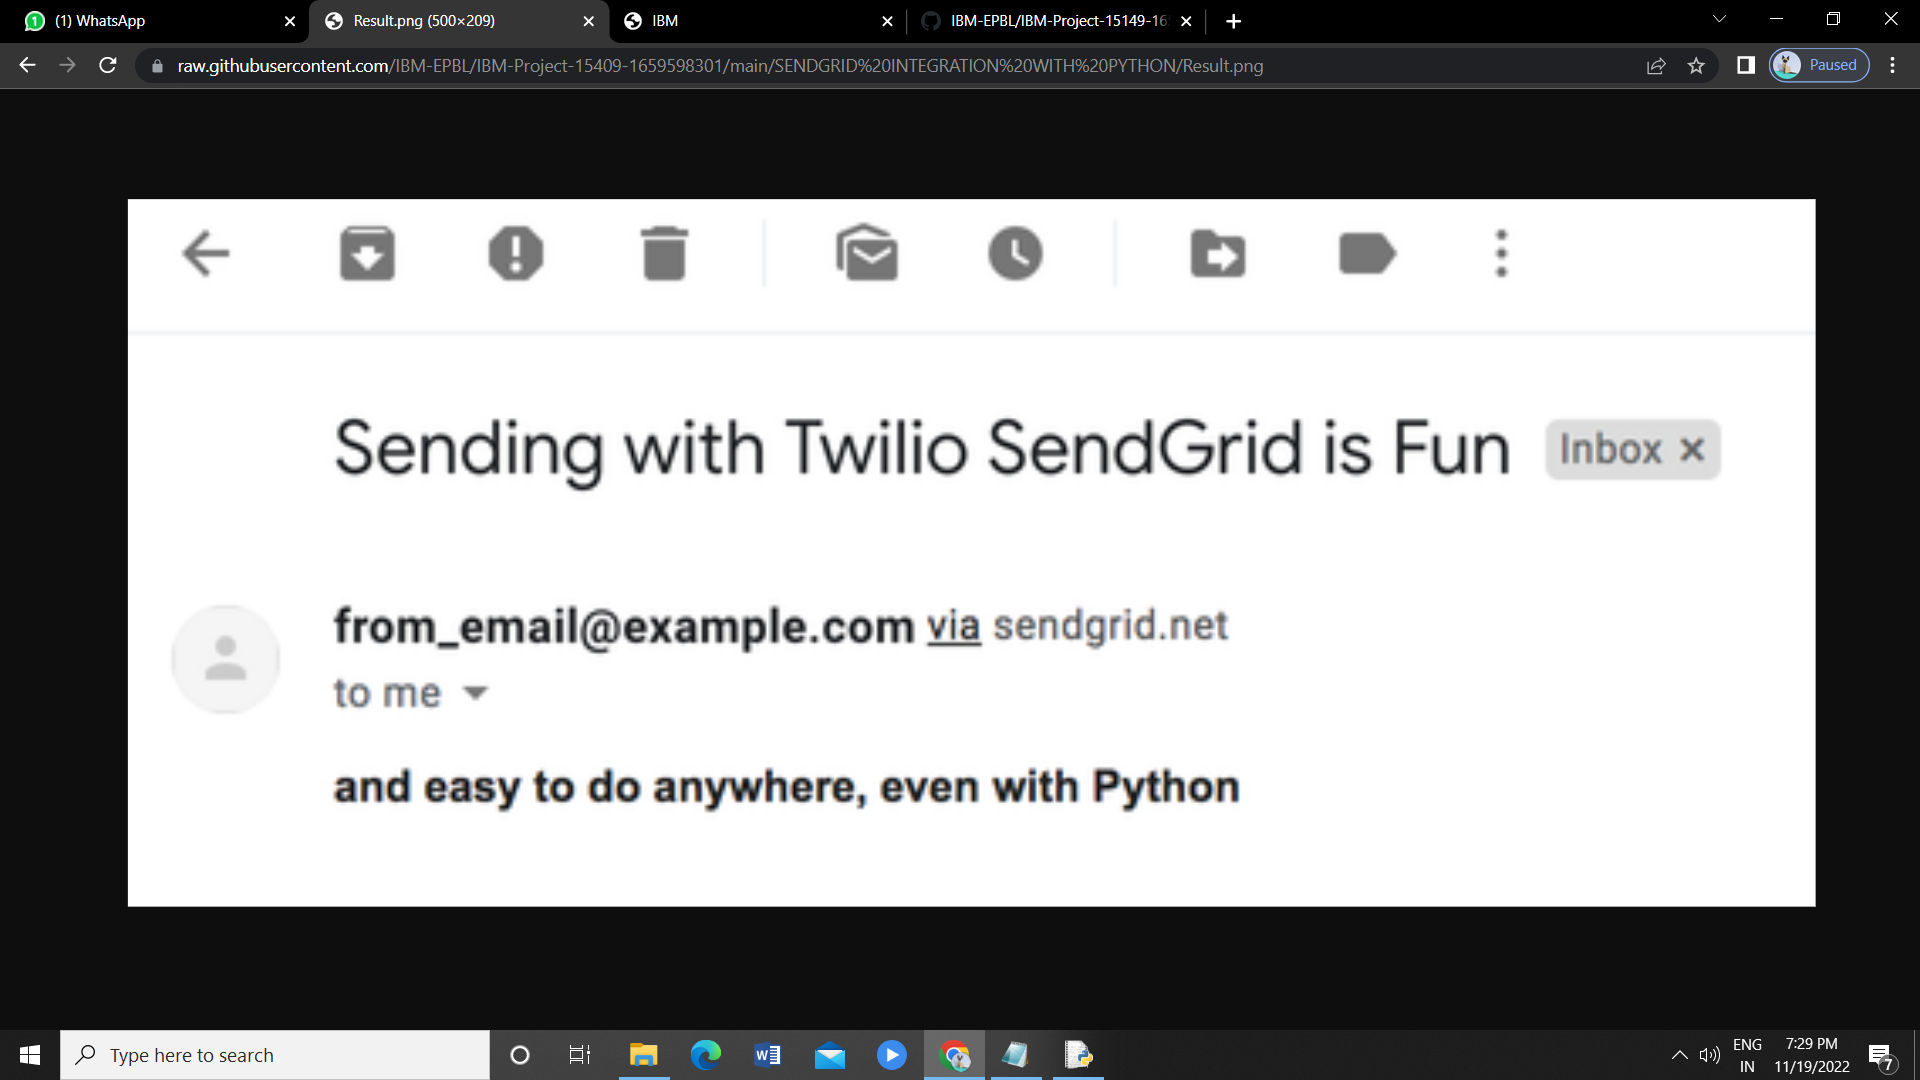 (1) WhatsApp
Result.png (500×209)
IBM
IBM-EPBL/IBM-Project-15149-16
raw.githubusercontent.com/IBM-EPBL/IBM-Project-15409-1659598301/main/SENDGRID%20INTEGRATION%20WITH%20PYTHON/Result.png
Paused
Sending with Twilio SendGrid is Fun
Inbox ×
from_email@example.com via sendgrid.net
to me
and easy to do anywhere, even with Python
Type here to search
ENG
IN
7:29 PM
11/19/2022
7